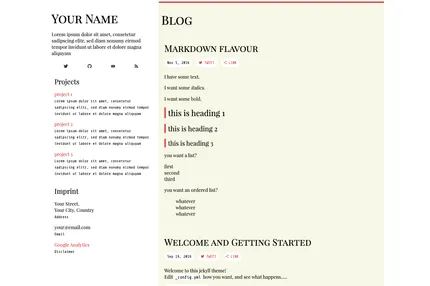 Your Name
Lorem ipsum dolor sit amet, consetetur
sadipscing elitr, sed diam nonumy eirmod
tempor invidunt ut labore et dolore magna
aliquyam
Projects
project 1
Lorem ipsum dolor sit amet, consetetur
sadipscing elitr, sed diam nonumy eirmod tempor
invidunt ut labore et dolore magna aliquyam
project 2
Lorem ipsum dolor sit amet, consetetur
sadipscing elitr, sed diam nonumy eirmod tempor
invidunt ut labore et dolore magna aliquyam
project 3
Lorem ipsum dolor sit amet, consetetur
sadipscing elitr, sed diam nonumy eirmod tempor
invidunt ut labore et dolore magna aliquyam
Imprint
Your Street,
Your City, Country
Address
your@email.com
Email
Google Analytics
Disclaimer
Blog
Markdown flavour
Nov 5, 2016 TWEET LINK
I have some text.
I want some italics.
I want some bold.
this is heading 1
this is heading 2
this is heading 3
you want a list?
first
second
third
you want an ordered list?
whatever
whatever
whatever
Welcome and Getting Started
Sep 24, 2016 TWEET LINK
Welcome to this jekyll theme!
Edit _config.yml how you want, and see what happens,....